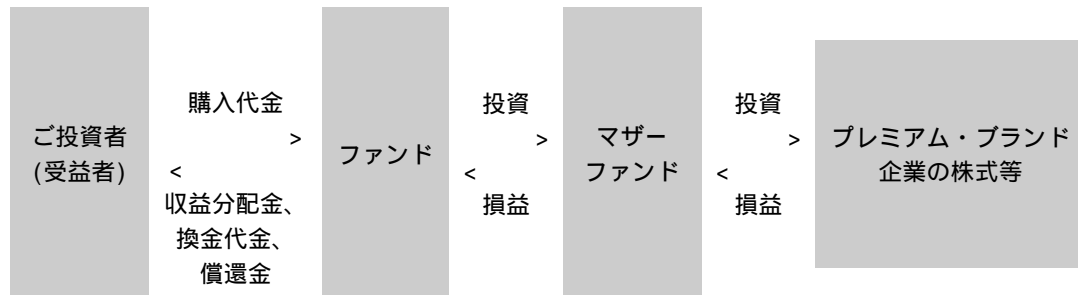 ご投資者
(受益者)
購入代金
>
<
収益分配金、
換金代金、
償還金
ファンド
投資
>
<
損益
マザー
ファンド
投資
>
<
損益
プレミアム・ブランド
企業の株式等